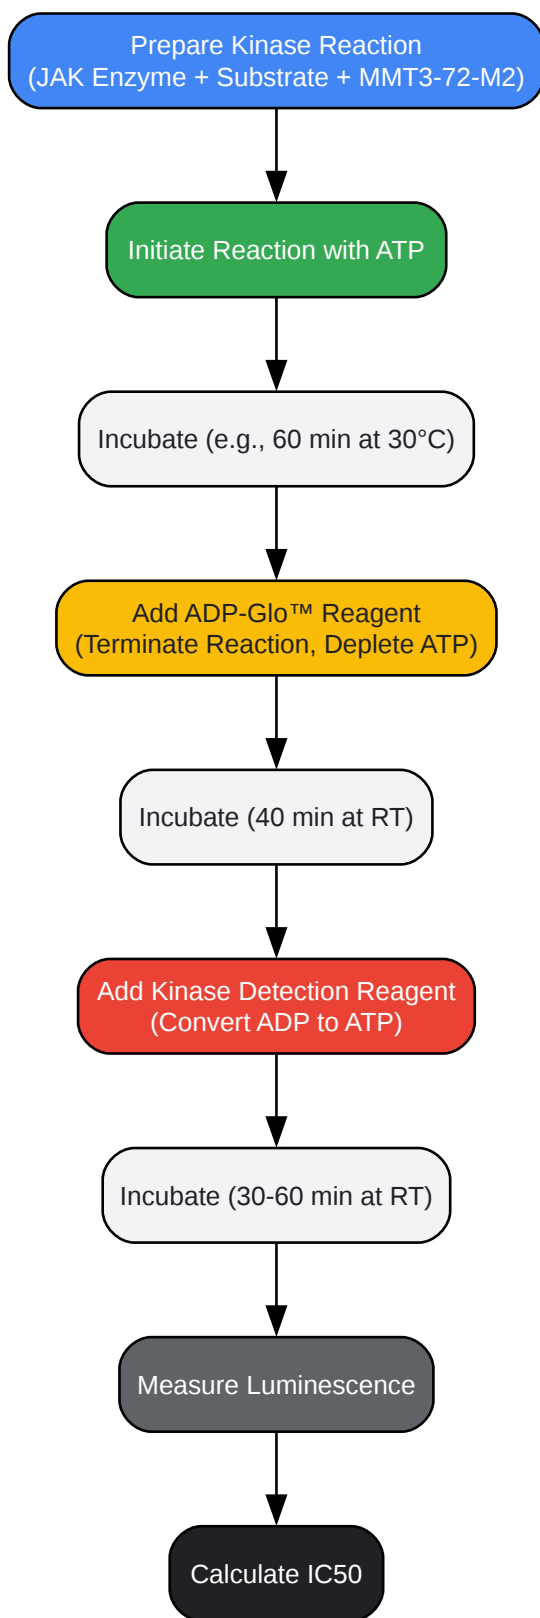 Prepare Kinase Reaction
(JAK Enzyme + Substrate + MMT3-72-M2)
Initiate Reaction with ATP
Incubate (e.g., 60 min at 30°C)
Add ADP-Glo™ Reagent
(Terminate Reaction, Deplete ATP)
Incubate (40 min at RT)
Add Kinase Detection Reagent
(Convert ADP to ATP)
Incubate (30-60 min at RT)
Measure Luminescence
Calculate IC50